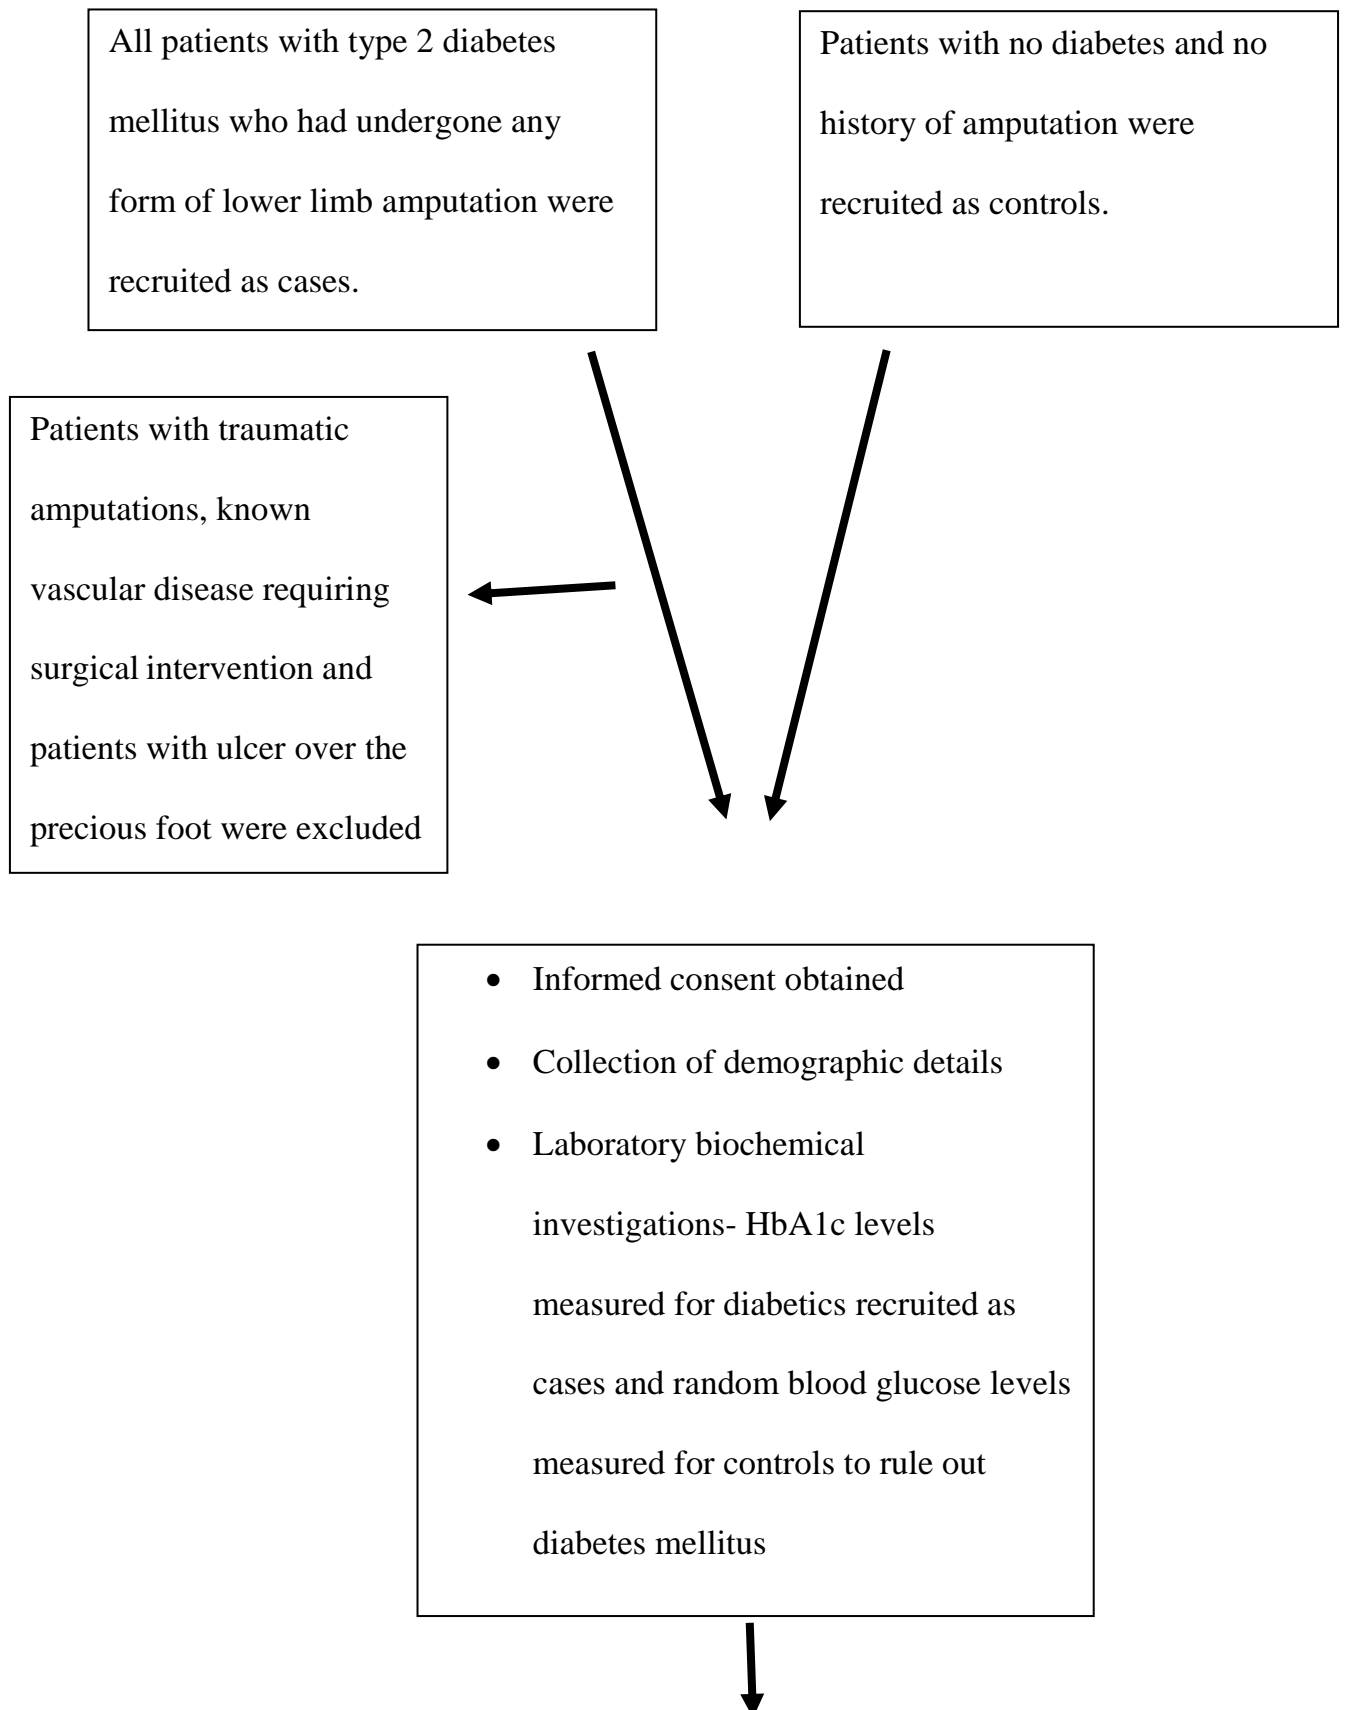 All patients with type 2 diabetes
mellitus who had undergone any
form of lower limb amputation were
recruited as cases.
Patients with no diabetes and no
history of amputation were
recruited as controls.
Patients with traumatic
amputations, known
vascular disease requiring
surgical intervention and
patients with ulcer over the
precious foot were excluded
• Informed consent obtained
• Collection of demographic details
• Laboratory biochemical
investigations- HbA1c levels
measured for diabetics recruited as
cases and random blood glucose levels
measured for controls to rule out
diabetes mellitus